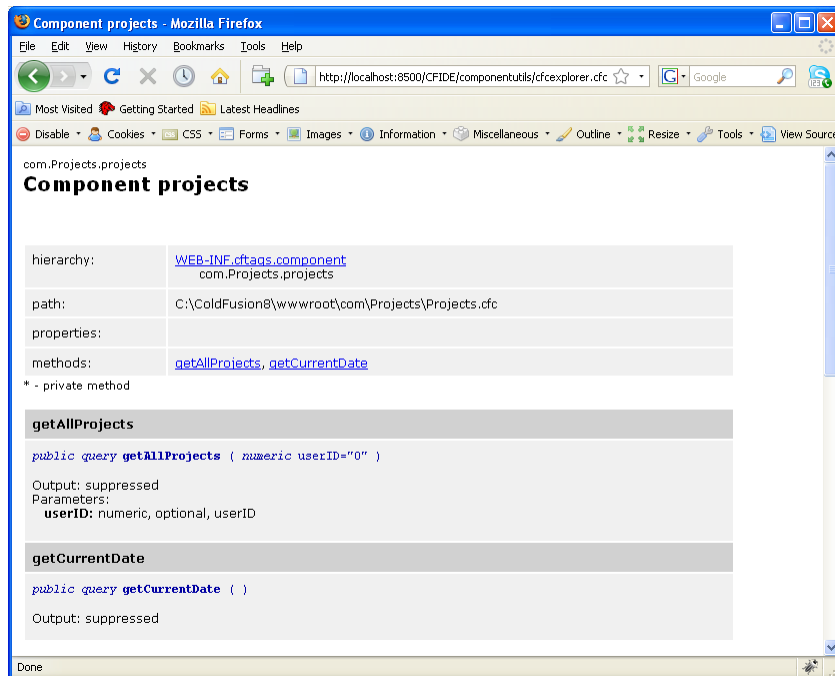 Component projects - Mozilla Firefox
File Edit View History Bookmarks Tools Help
http://localhost:8500/CFIDE/componentutils/cfcexplorer.cfc G Google
Most Visited Getting Started Latest Headlines
Disable Cookies CSS Forms Images Information Miscellaneous Outline Resize Tools View Source
com.Projects.projects
Component projects
hierarchy: WEB-INF.cftags.component
com.Projects.projects
path: C:\ColdFusion8\wwwroot\com\Projects\Projects.cfc
properties:
methods: getAllProjects, getCurrentDate
* - private method
getAllProjects
public query getAllProjects ( numeric userID="0" )
Output: suppressed
Parameters:
userID: numeric, optional, userID
getCurrentDate
public query getCurrentDate ( )
Output: suppressed
Done